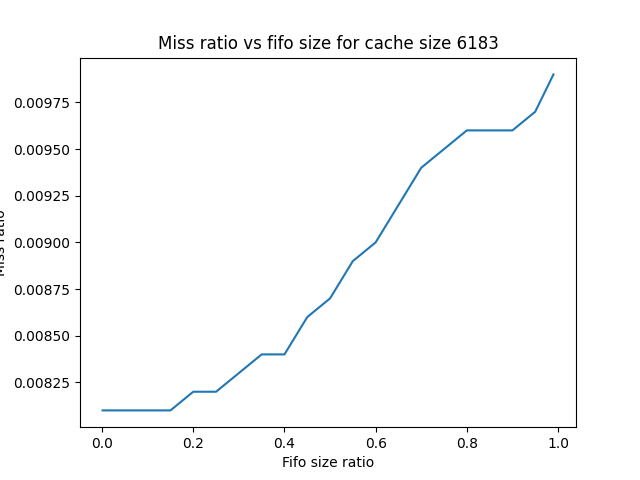 Miss ratio vs fifo size for cache size 6183
0.00975
0.00950
0.00925
0.00900
0.00875
0.00850
0.00825
Miss ratio
0.0 0.2 0.4 0.6 0.8 1.0
Fifo size ratio